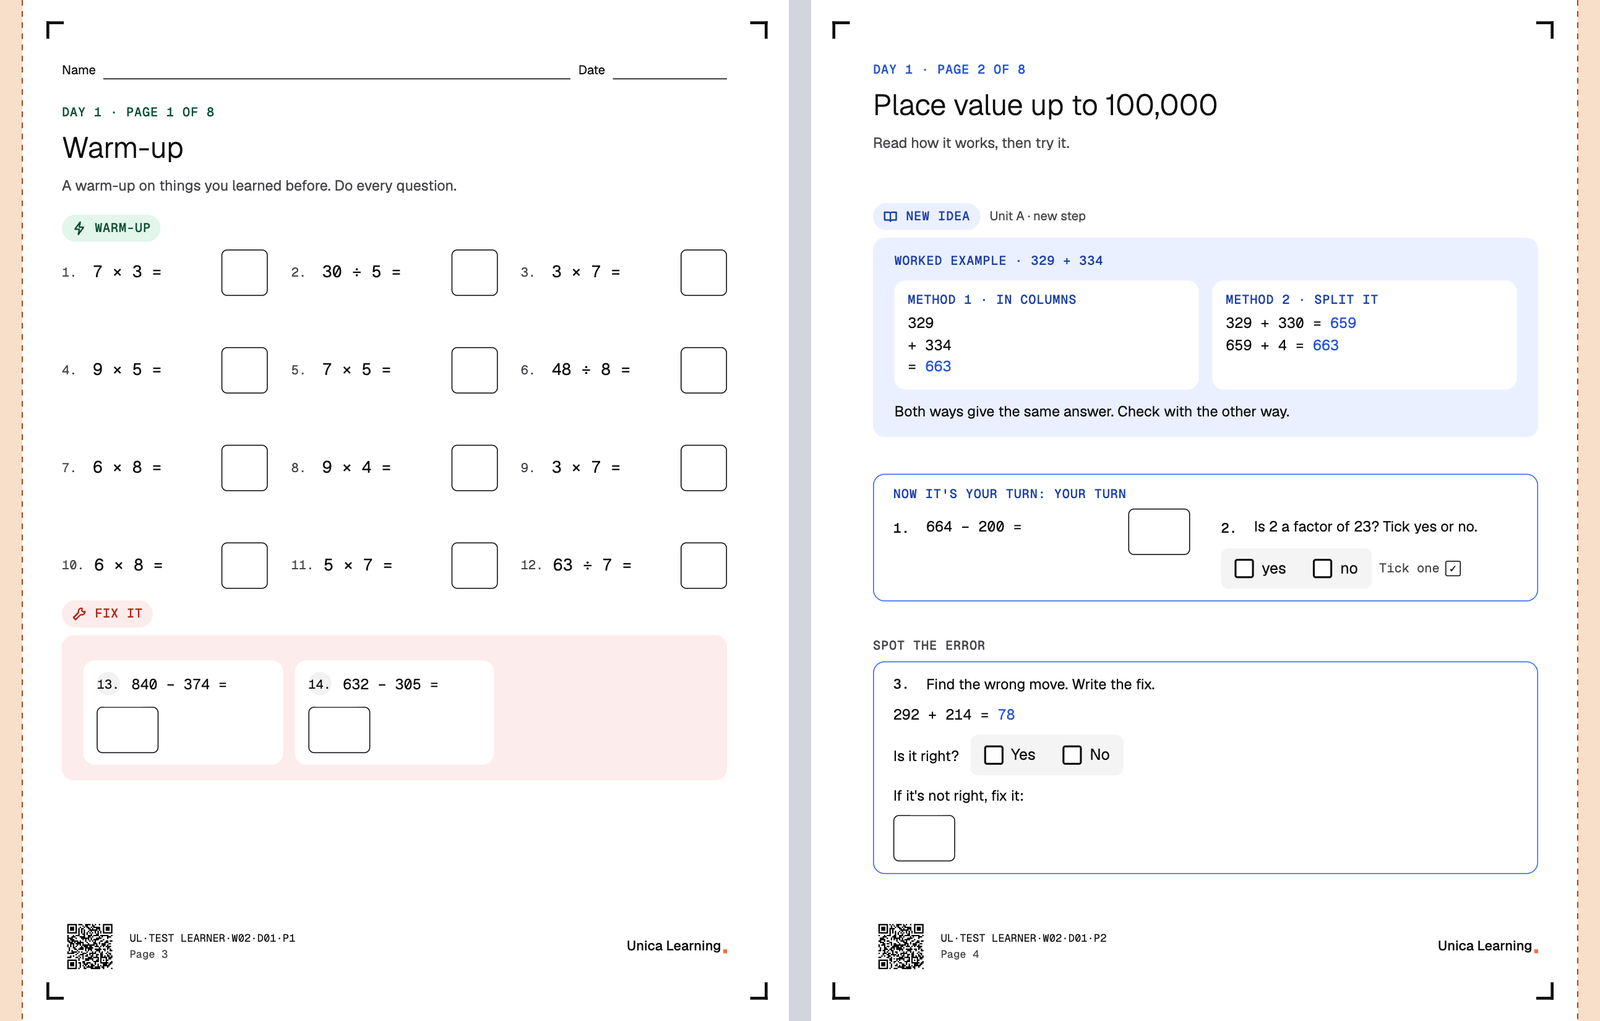 Name Date
DAY 1 · PAGE 1 OF 8
Warm-up
A warm-up on things you learned before. Do every question.
WARM-UP
1. 7 × 3 =
2. 30 ÷ 5 =
3. 3 × 7 =
4. 9 × 5 =
5. 7 × 5 =
6. 48 ÷ 8 =
7. 6 × 8 =
8. 9 × 4 =
9. 3 × 7 =
10. 6 × 8 =
11. 5 × 7 =
12. 63 ÷ 7 =
FIX IT
13. 840 − 374 =
14. 632 − 305 =
UL·TEST LEARNER·W02·D01·P1
Page 3
Unica Learning.
DAY 1 · PAGE 2 OF 8
Place value up to 100,000
Read how it works, then try it.
NEW IDEA Unit A · new step
WORKED EXAMPLE · 329 + 334
METHOD 1 · IN COLUMNS
329
+ 334
= 663
METHOD 2 · SPLIT IT
329 + 330 = 659
659 + 4 = 663
Both ways give the same answer. Check with the other way.
NOW IT'S YOUR TURN: YOUR TURN
1. 664 − 200 =
2. Is 2 a factor of 23? Tick yes or no.
yes no Tick one ✓
SPOT THE ERROR
3. Find the wrong move. Write the fix.
292 + 214 = 78
Is it right? Yes No
If it's not right, fix it:
UL·TEST LEARNER·W02·D01·P2
Page 4
Unica Learning.